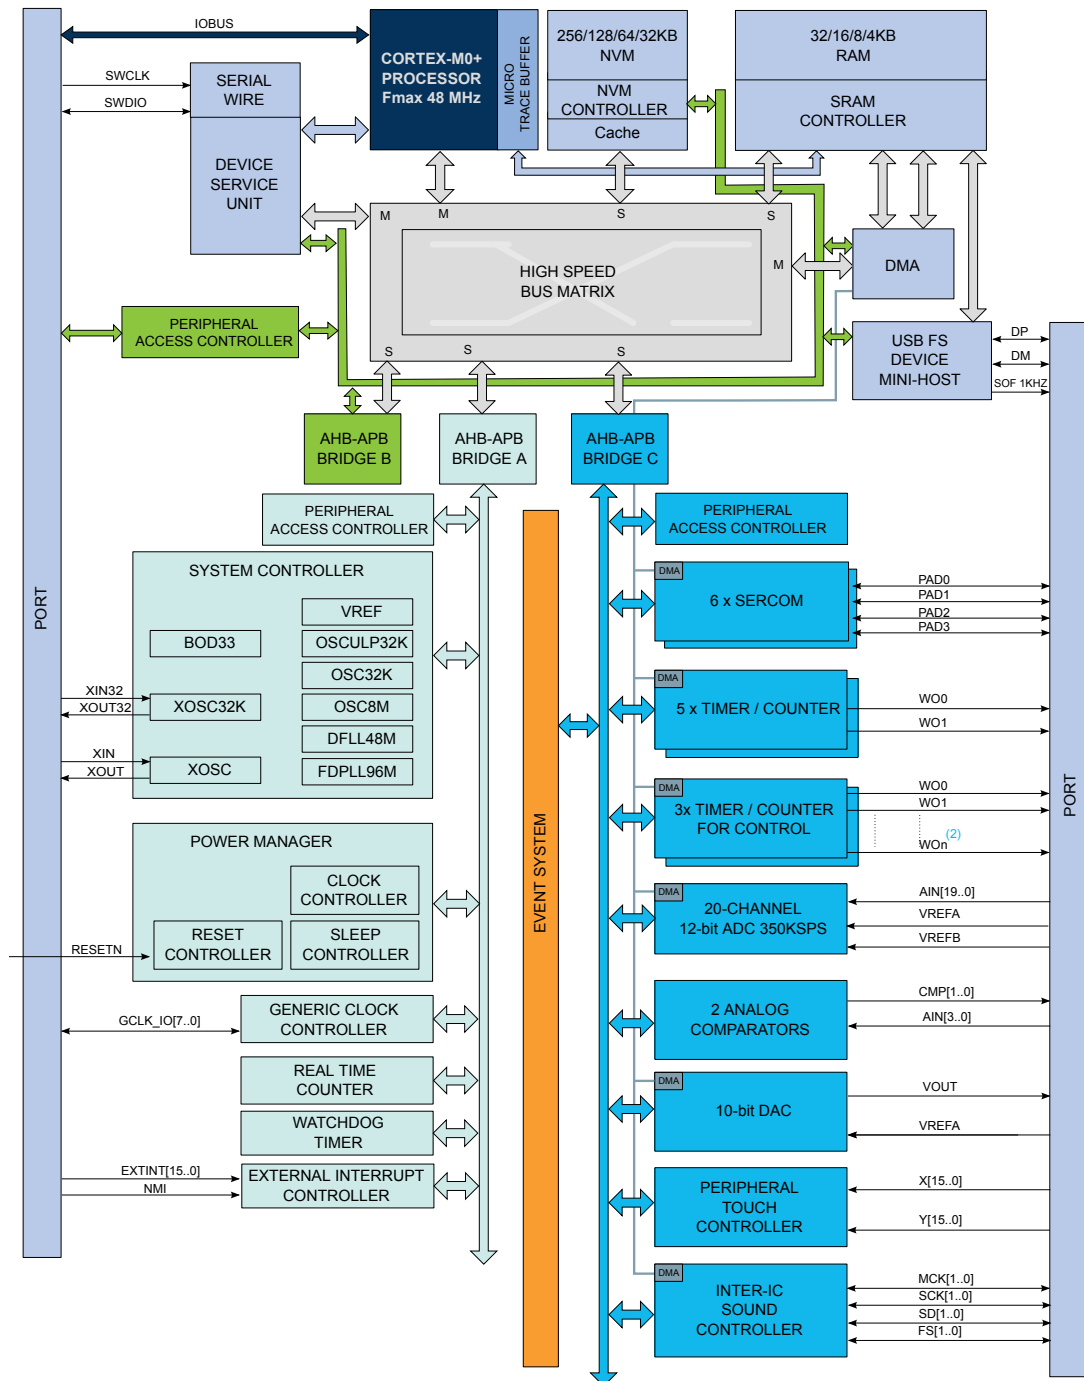 IOBUS
SWCLK
SWDIO
SERIAL
WIRE
DEVICE
SERVICE
UNIT
CORTEX-M0+
PROCESSOR
Fmax 48 MHz
MICRO
TRACE BUFFER
256/128/64/32KB
NVM
NVM
CONTROLLER
Cache
32/16/8/4KB
RAM
SRAM
CONTROLLER
M
M
S
S
M
HIGH SPEED
BUS MATRIX
S
S
S
DMA
PERIPHERAL
ACCESS CONTROLLER
USB FS
DEVICE
MINI-HOST
DP
DM
SOF 1KHZ
AHB-APB
BRIDGE B
AHB-APB
BRIDGE A
AHB-APB
BRIDGE C
PORT
PERIPHERAL
ACCESS CONTROLLER
SYSTEM CONTROLLER
VREF
BOD33
OSCULP32K
OSC32K
XIN32
XOUT32
XOSC32K
OSC8M
DFLL48M
XIN
XOUT
XOSC
FDPLL96M
POWER MANAGER
CLOCK
CONTROLLER
RESETN
RESET
CONTROLLER
SLEEP
CONTROLLER
GCLK_IO[7..0]
GENERIC CLOCK
CONTROLLER
REAL TIME
COUNTER
WATCHDOG
TIMER
EXTINT[15..0]
NMI
EXTERNAL INTERRUPT
CONTROLLER
EVENT SYSTEM
PERIPHERAL
ACCESS CONTROLLER
DMA
6 x SERCOM
PAD0
PAD1
PAD2
PAD3
DMA
5 x TIMER / COUNTER
WO0
WO1
DMA
3x TIMER / COUNTER
FOR CONTROL
WO0
WO1
(2)
WOn
DMA
20-CHANNEL
12-bit ADC 350KSPS
AIN[19..0]
VREFA
VREFB
2 ANALOG
COMPARATORS
CMP[1..0]
AIN[3..0]
DMA
10-bit DAC
VOUT
VREFA
PERIPHERAL
TOUCH
CONTROLLER
X[15..0]
Y[15..0]
DMA
INTER-IC
SOUND
CONTROLLER
MCK[1..0]
SCK[1..0]
SD[1..0]
FS[1..0]
PORT